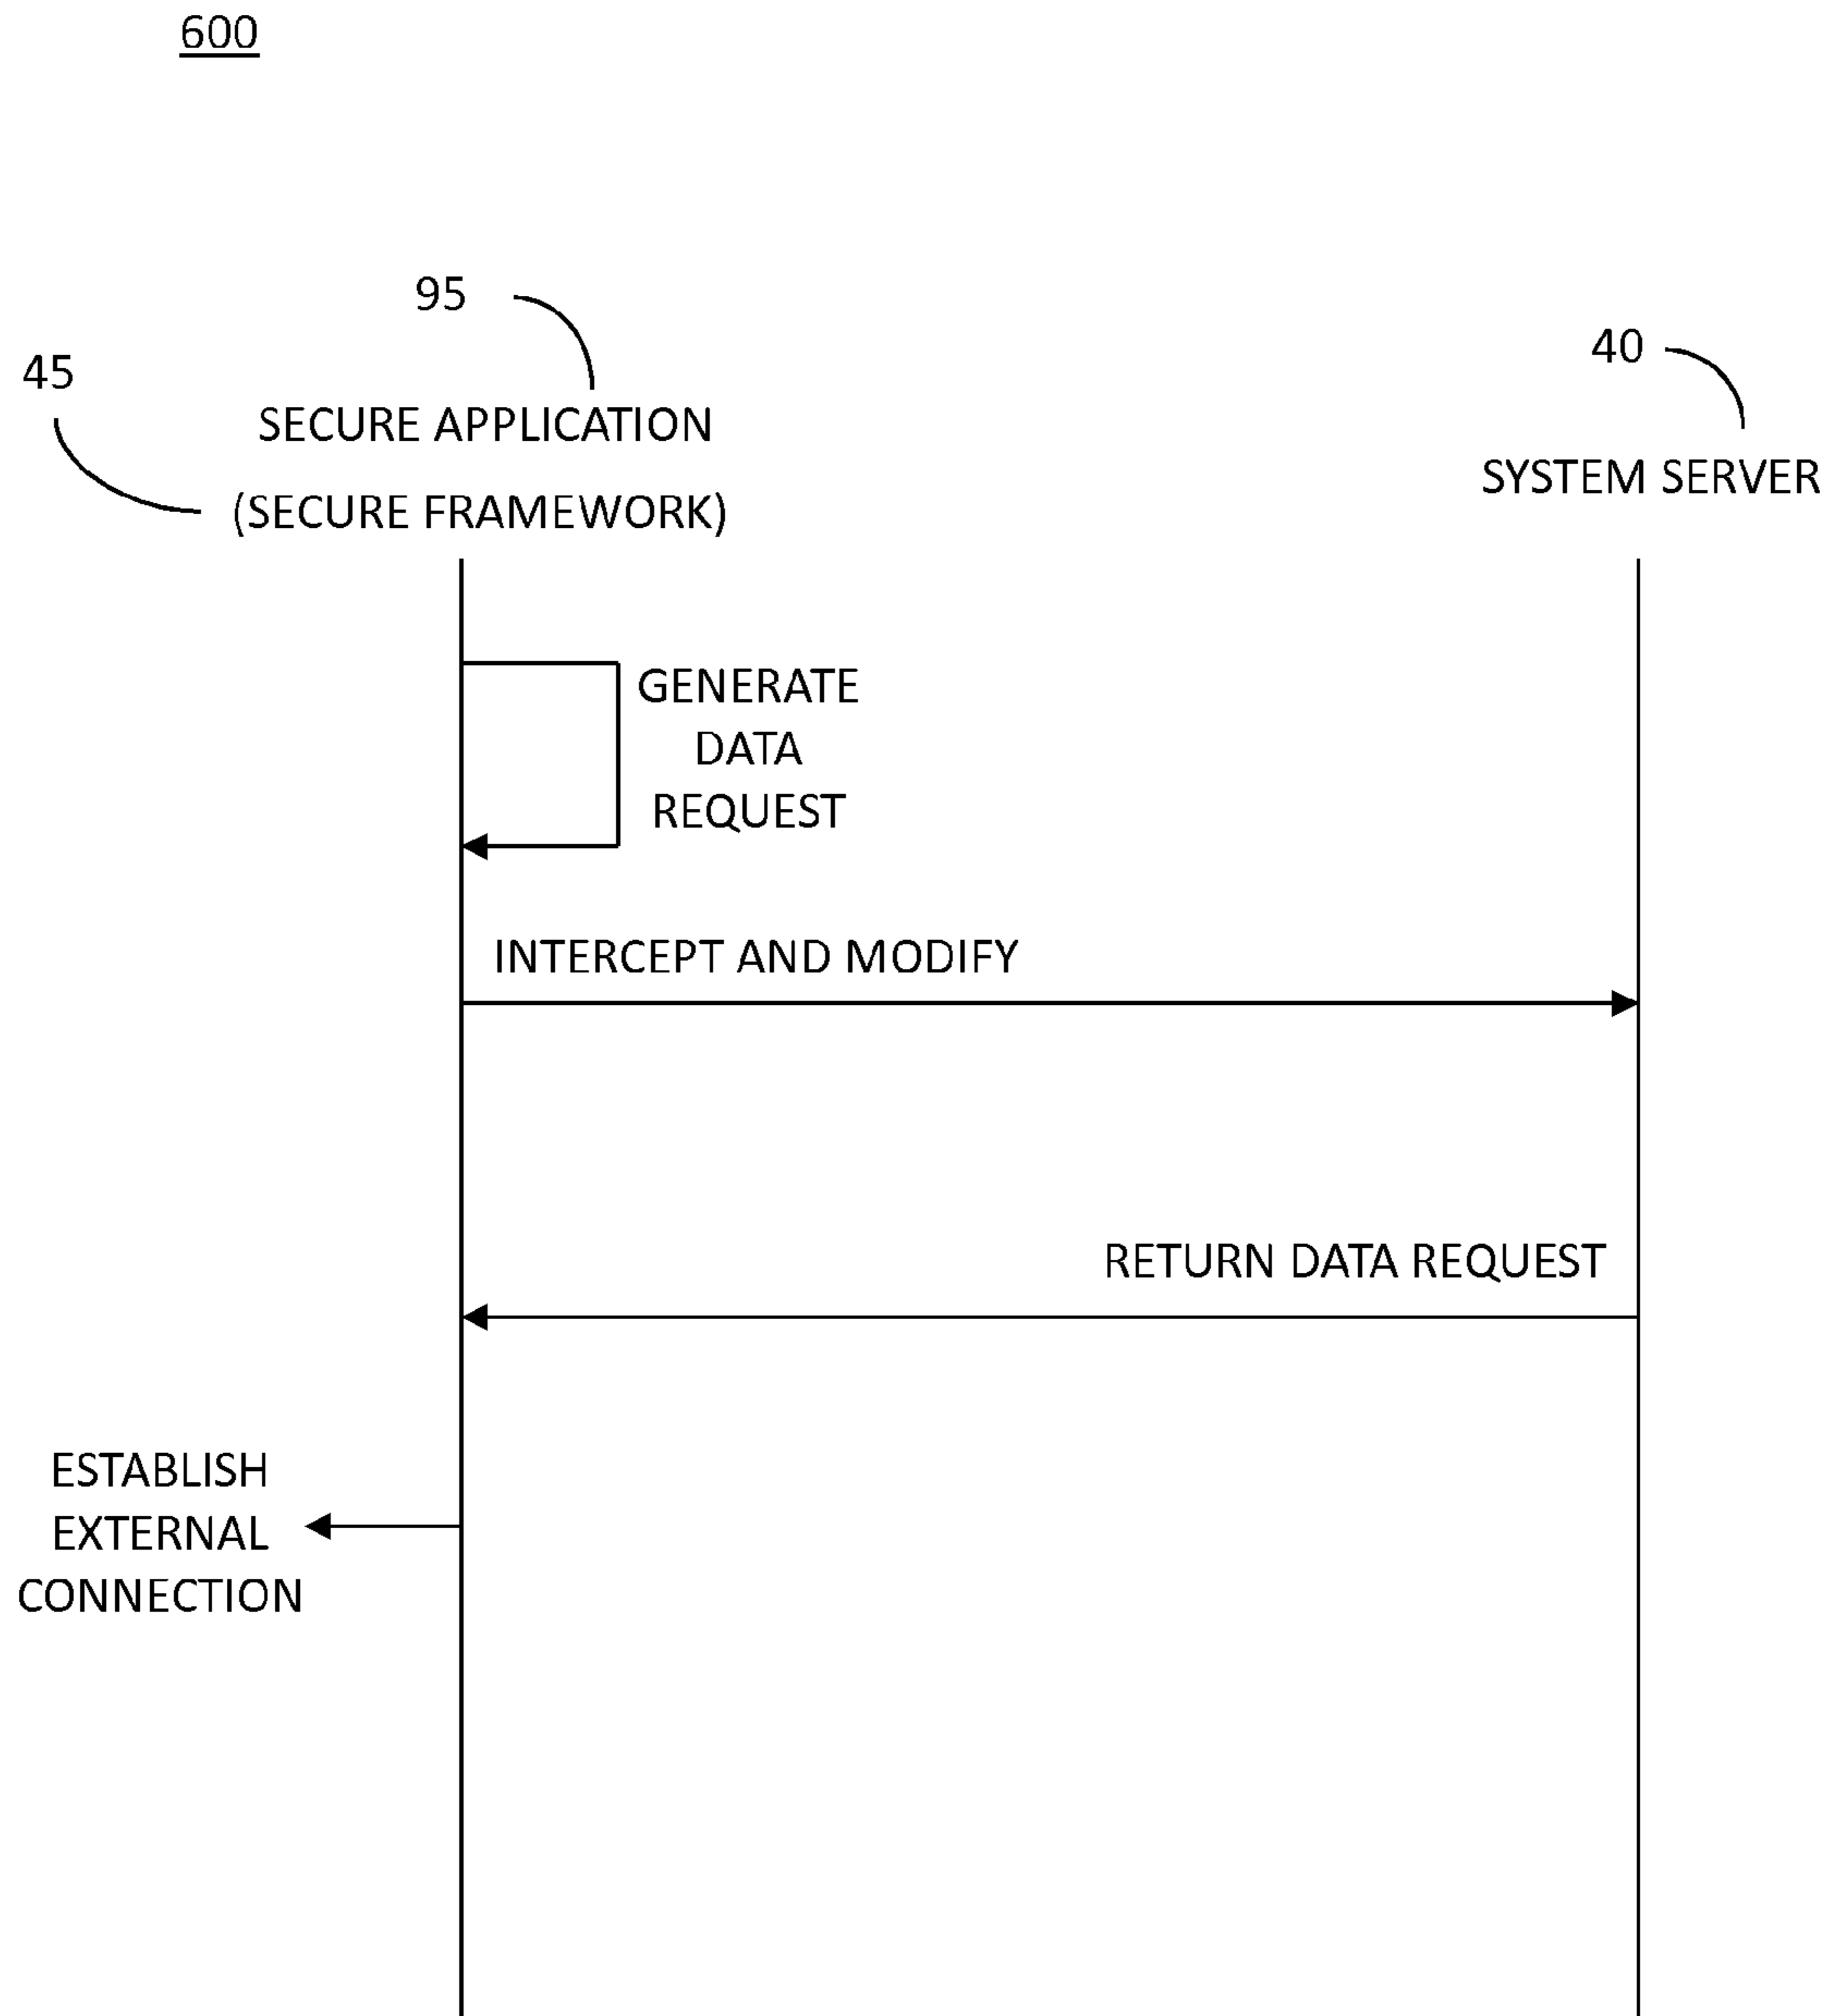 600
95
45
40
SECURE APPLICATION
(SECURE FRAMEWORK)
SYSTEM SERVER
GENERATE
DATA
REQUEST
INTERCEPT AND MODIFY
RETURN DATA REQUEST
ESTABLISH
EXTERNAL
CONNECTION